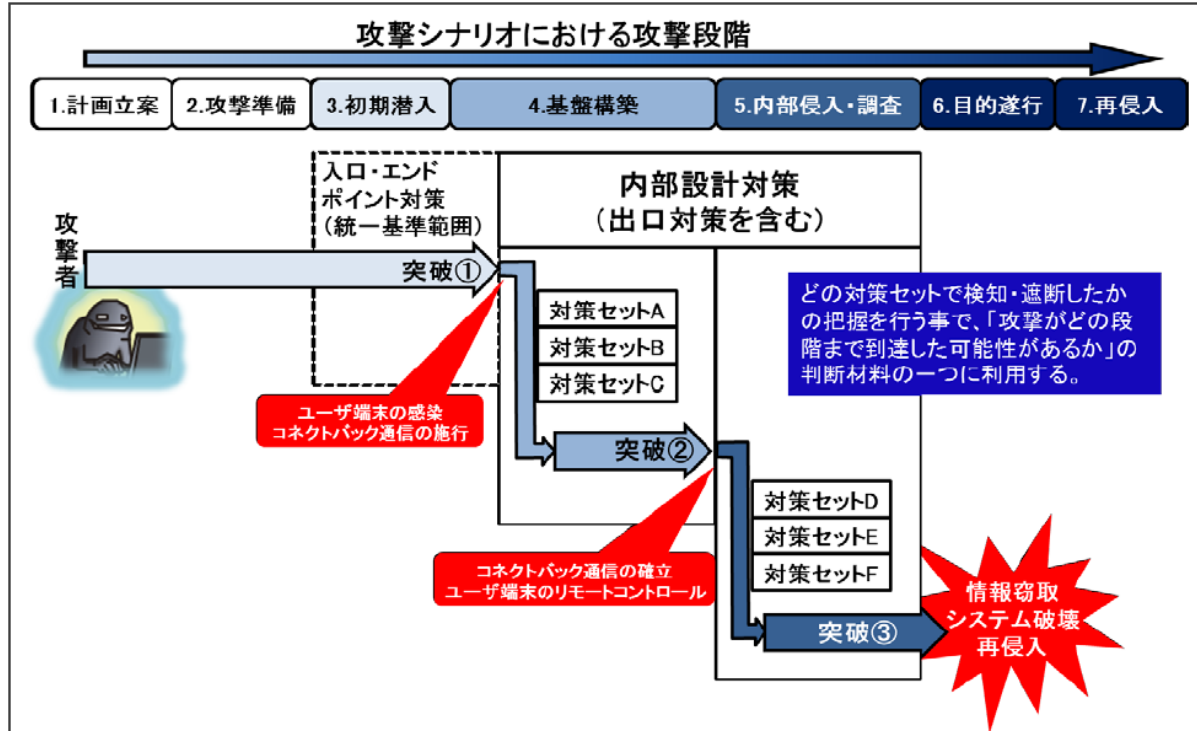 攻撃シナリオにおける攻撃段階
1.計画立案
2.攻撃準備
3.初期潜入
4.基盤構築
5.内部侵入・調査
6.目的遂行
7.再侵入
入口・エンド
ポイント対策
(統一基準範囲)
内部設計対策
(出口対策を含む)
攻撃者
突破①
対策セットA
対策セットB
対策セットC
どの対策セットで検知・遮断したか
の把握を行う事で、「攻撃がどの段
階まで到達した可能性があるか」の
判断材料の一つに利用する。
ユーザ端末の感染
コネクトバック通信の施行
突破②
対策セットD
対策セットE
対策セットF
コネクトバック通信の確立
ユーザ端末のリモートコントロール
突破③
情報窃取
システム破壊
再侵入